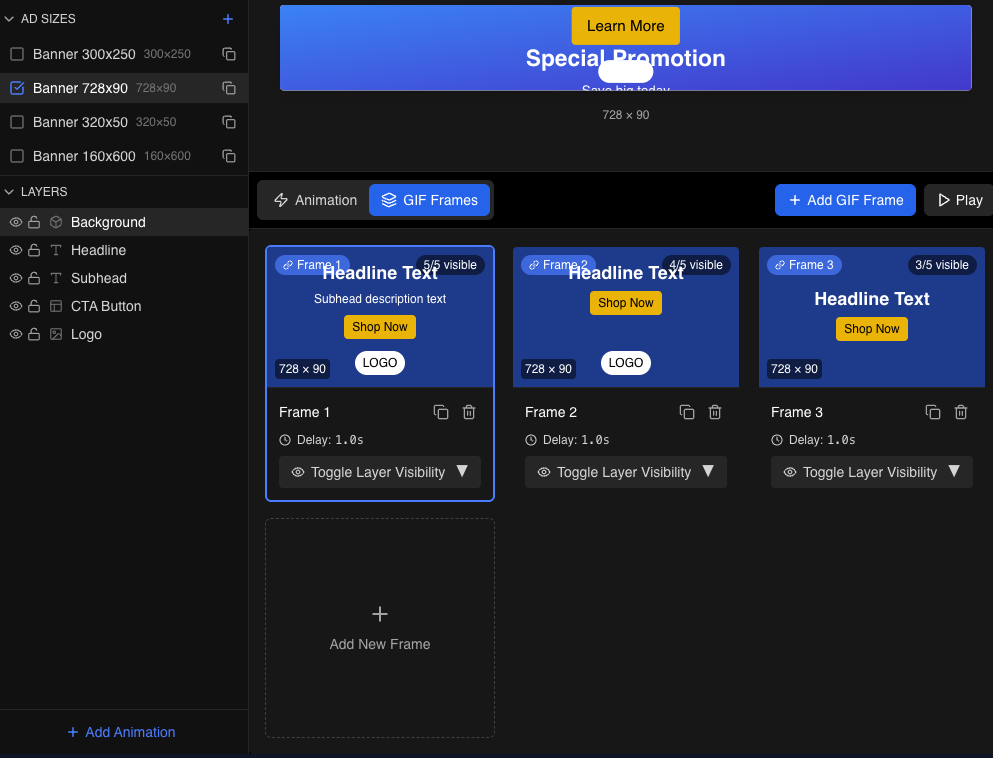 AD SIZES
Banner 300x250 300×250
Banner 728x90 728×90
Banner 320x50 320×50
Banner 160x600 160×600
LAYERS
Background
Headline
Subhead
CTA Button
Logo
Add Animation
Learn More
Special Promotion
Save big today
728 × 90
Animation
GIF Frames
Add GIF Frame
Play
Frame 1
5/5 visible
Headline Text
Subhead description text
Shop Now
LOGO
728 × 90
Frame 1
Delay: 1.0s
Toggle Layer Visibility
Frame 2
4/5 visible
Headline Text
Shop Now
LOGO
728 × 90
Frame 2
Delay: 1.0s
Toggle Layer Visibility
Frame 3
3/5 visible
Headline Text
Shop Now
728 × 90
Frame 3
Delay: 1.0s
Toggle Layer Visibility
Add New Frame